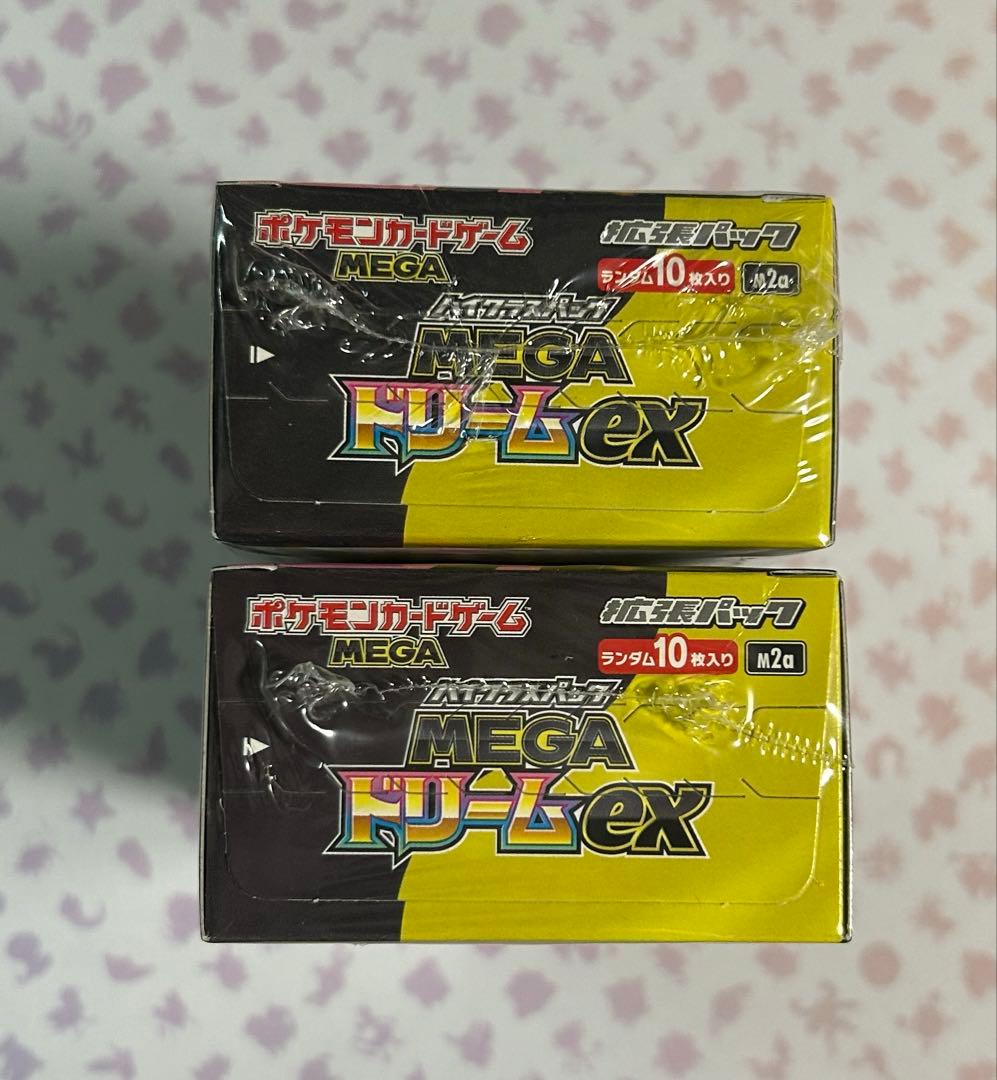 ポケモンカードゲーム
MEGA
拡張パック
ランダム10枚入り M2a
ハイクラスパック
MEGA
ドリームex
ポケモンカードゲーム
MEGA
拡張パック
ランダム10枚入り M2a
ハイクラスパック
MEGA
ドリームex